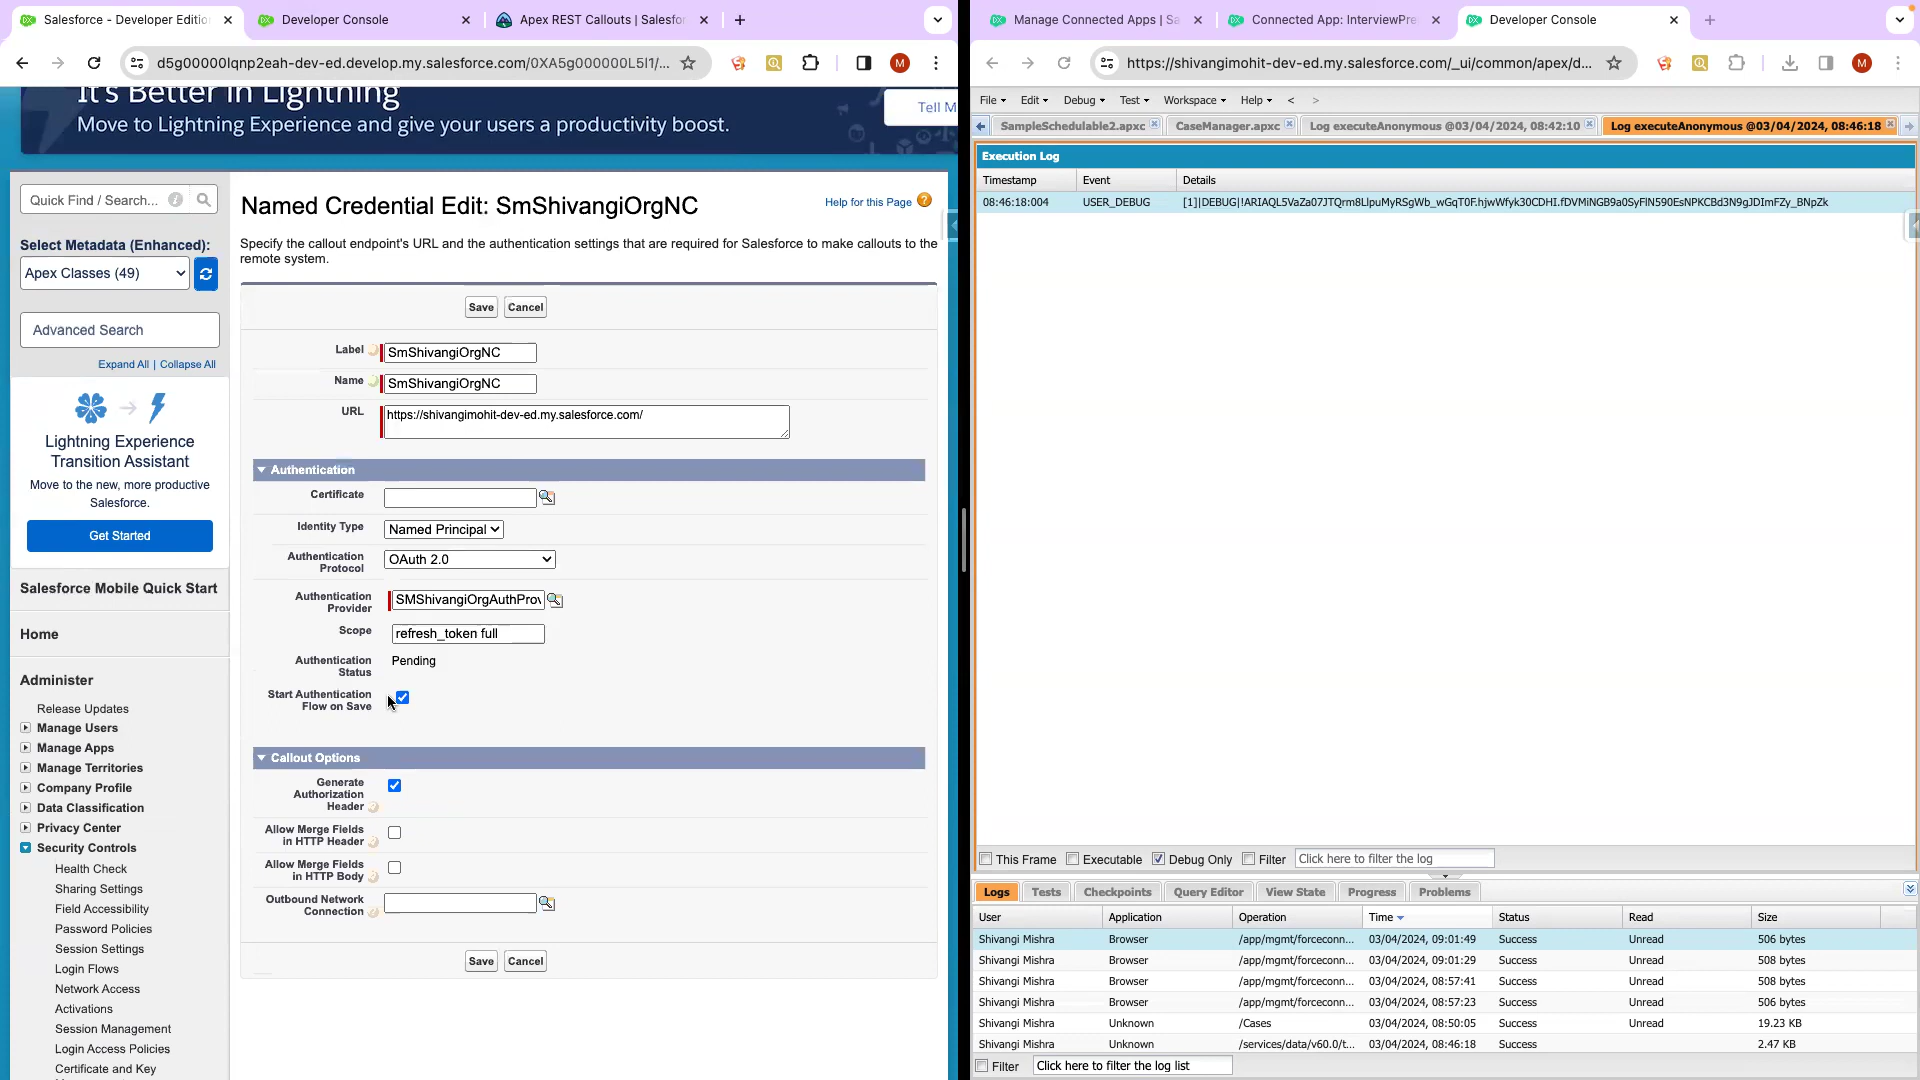 Salesforce - Developer Editio
Developer Console
Apex REST Callouts | Salesfor
d5g00000lqnp2eah-dev-ed.develop.my.salesforce.com/0XA5g000000L5I1/...
M
It's Better in Lightning
Move to Lightning Experience and give your users a productivity boost.
Tell M
Quick Find / Search...
Select Metadata (Enhanced):
Apex Classes (49)
Advanced Search
Expand All | Collapse All
Lightning Experience
Transition Assistant
Move to the new, more productive
Salesforce.
Get Started
Salesforce Mobile Quick Start
Home
Administer
Release Updates
Manage Users
Manage Apps
Manage Territories
Company Profile
Data Classification
Privacy Center
Security Controls
Health Check
Sharing Settings
Field Accessibility
Password Policies
Session Settings
Login Flows
Network Access
Activations
Session Management
Login Access Policies
Certificate and Key
Named Credential Edit: SmShivangiOrgNC
Help for this Page
Specify the callout endpoint's URL and the authentication settings that are required for Salesforce to make callouts to the
remote system.
Save Cancel
Label SmShivangiOrgNC
Name SmShivangiOrgNC
URL https://shivangimohit-dev-ed.my.salesforce.com/
Authentication
Certificate
Identity Type Named Principal
Authentication
Protocol OAuth 2.0
Authentication
Provider SMShivangiOrgAuthProv
Scope refresh_token full
Authentication
Status Pending
Start Authentication
Flow on Save
Callout Options
Generate
Authorization
Header
Allow Merge Fields
in HTTP Header
Allow Merge Fields
in HTTP Body
Outbound Network
Connection
Save Cancel
Manage Connected Apps | Sa
Connected App: InterviewPre
Developer Console
https://shivangimohit-dev-ed.my.salesforce.com/_ui/common/apex/d...
M
File Edit Debug Test Workspace Help < >
SampleSchedulable2.apxc CaseManager.apxc Log executeAnonymous @03/04/2024, 08:42:10 Log executeAnonymous @03/04/2024, 08:46:18
Execution Log
Timestamp Event Details
08:46:18:004 USER_DEBUG
This Frame Executable Debug Only Filter Click here to filter the log
Logs Tests Checkpoints Query Editor View State Progress Problems
User Application Operation Time Status Read Size
Shivangi Mishra Browser /app/mgmt/forceconn... 03/04/2024, 09:01:49 Success Unread 506 bytes
Shivangi Mishra Browser /app/mgmt/forceconn... 03/04/2024, 09:01:29 Success Unread 508 bytes
Shivangi Mishra Browser /app/mgmt/forceconn... 03/04/2024, 08:57:41 Success Unread 508 bytes
Shivangi Mishra Browser /app/mgmt/forceconn... 03/04/2024, 08:57:23 Success Unread 506 bytes
Shivangi Mishra Unknown /Cases 03/04/2024, 08:50:05 Success Unread 19.23 KB
Shivangi Mishra Unknown /services/data/v60.0/t... 03/04/2024, 08:46:18 Success 2.47 KB
Filter Click here to filter the log list